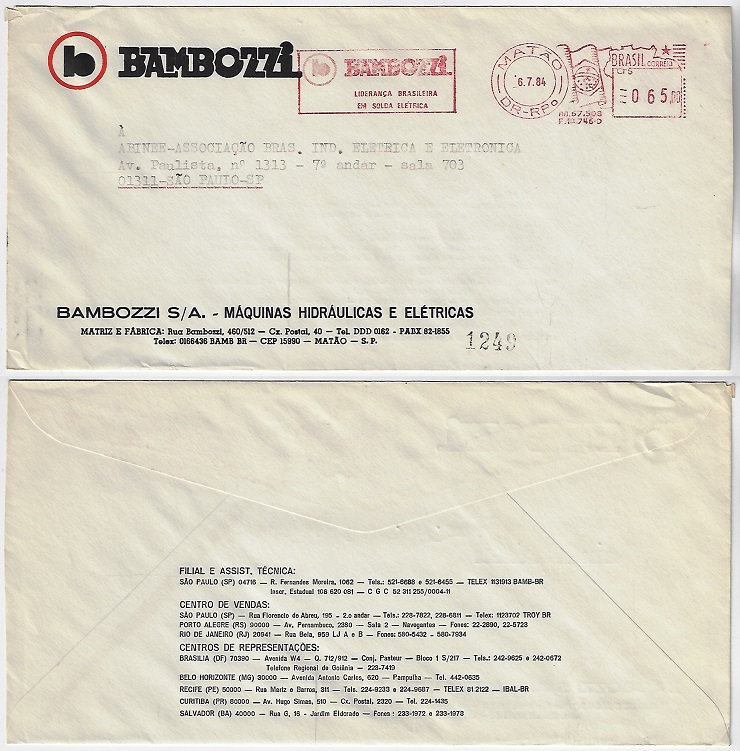 b BAMBOZZI
b BAMBOZZI
LIDERANÇA BRASILEIRA
EM SOLDA ELÉTRICA
MATÃO
6.7.84
DR-RPº
BRASIL
CORREIO
CrS
065,00
À
ABINEE-ASSOCIAÇÃO BRAS. IND. ELETRICA E ELETRONICA
Av. Paulista, nº 1313 - 7º andar - sala 703
01311-SÃO PAULO-SP
BAMBOZZI S/A. - MÁQUINAS HIDRÁULICAS E ELÉTRICAS
MATRIZ E FÁBRICA: Rua Bambozzi, 460/512 — Cx. Postal, 40 — Tel. DDD 0162 - PABX 82-1855
Telex: 0166436 BAMB BR — CEP 15990 — MATÃO — S. P.
1249
FILIAL E ASSIST. TÉCNICA:
SÃO PAULO (SP) 04716 — R. Fernandes Moreira, 1062 — Tels.: 521-6688 e 521-6455 — TELEX 1131913 BAMB-BR
Inscr. Estadual 108 620 081 — C G C 52 311 255/0004-11
CENTRO DE VENDAS:
SÃO PAULO (SP) — Rua Florencio de Abreu, 195 - 2.o andar — Tels.: 228-7822, 228-6811 — Telex: 1123702 TROY BR
PORTO ALEGRE (RS) 90000 — Av. Pernambuco, 2380 — Sala 2 — Navegantes — Fones: 22-2890, 22-5723
RIO DE JANEIRO (RJ) 20941 — Rua Bela, 959 LJ A e B — Fones: 580-5432 - 580-7934
CENTROS DE REPRESENTAÇÕES:
BRASILIA (DF) 70390 — Avenida W4 — Q. 712/912 — Conj. Pasteur — Bloco 1 S/217 — Tels.: 242-9625 e 242-0672
Telefone Regional de Goiânia — 223-7419
BELO HORIZONTE (MG) 30000 — Avenida Antonio Carlos, 620 — Pampulha — Tel. 442-0635
RECIFE (PE) 50000 — Rua Mariz e Barros, 311 — Tels. 224-9233 e 224-9687 — TELEX 81 2122 — IBAL-BR
CURITIBA (PR) 80000 — Av. Hugo Simas, 510 — Cx. Postal, 2320 — Tel. 224-1435
SALVADOR (BA) 40000 — Rua G, 16 - Jardim Eldorado — Fones : 233-1972 e 233-1978